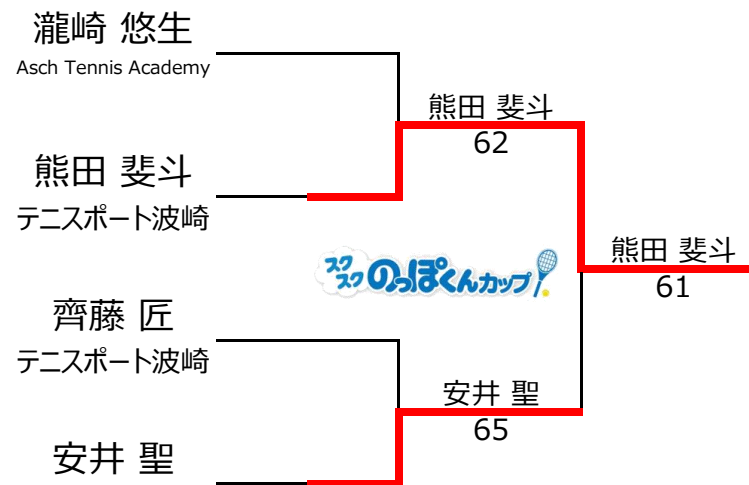 瀧崎 悠生
Asch Tennis Academy
熊田 斐斗
62
熊田 斐斗
テニスポート波崎
スクスク のっぽくんカップ
熊田 斐斗
61
齊藤 匠
テニスポート波崎
安井 聖
65
安井 聖